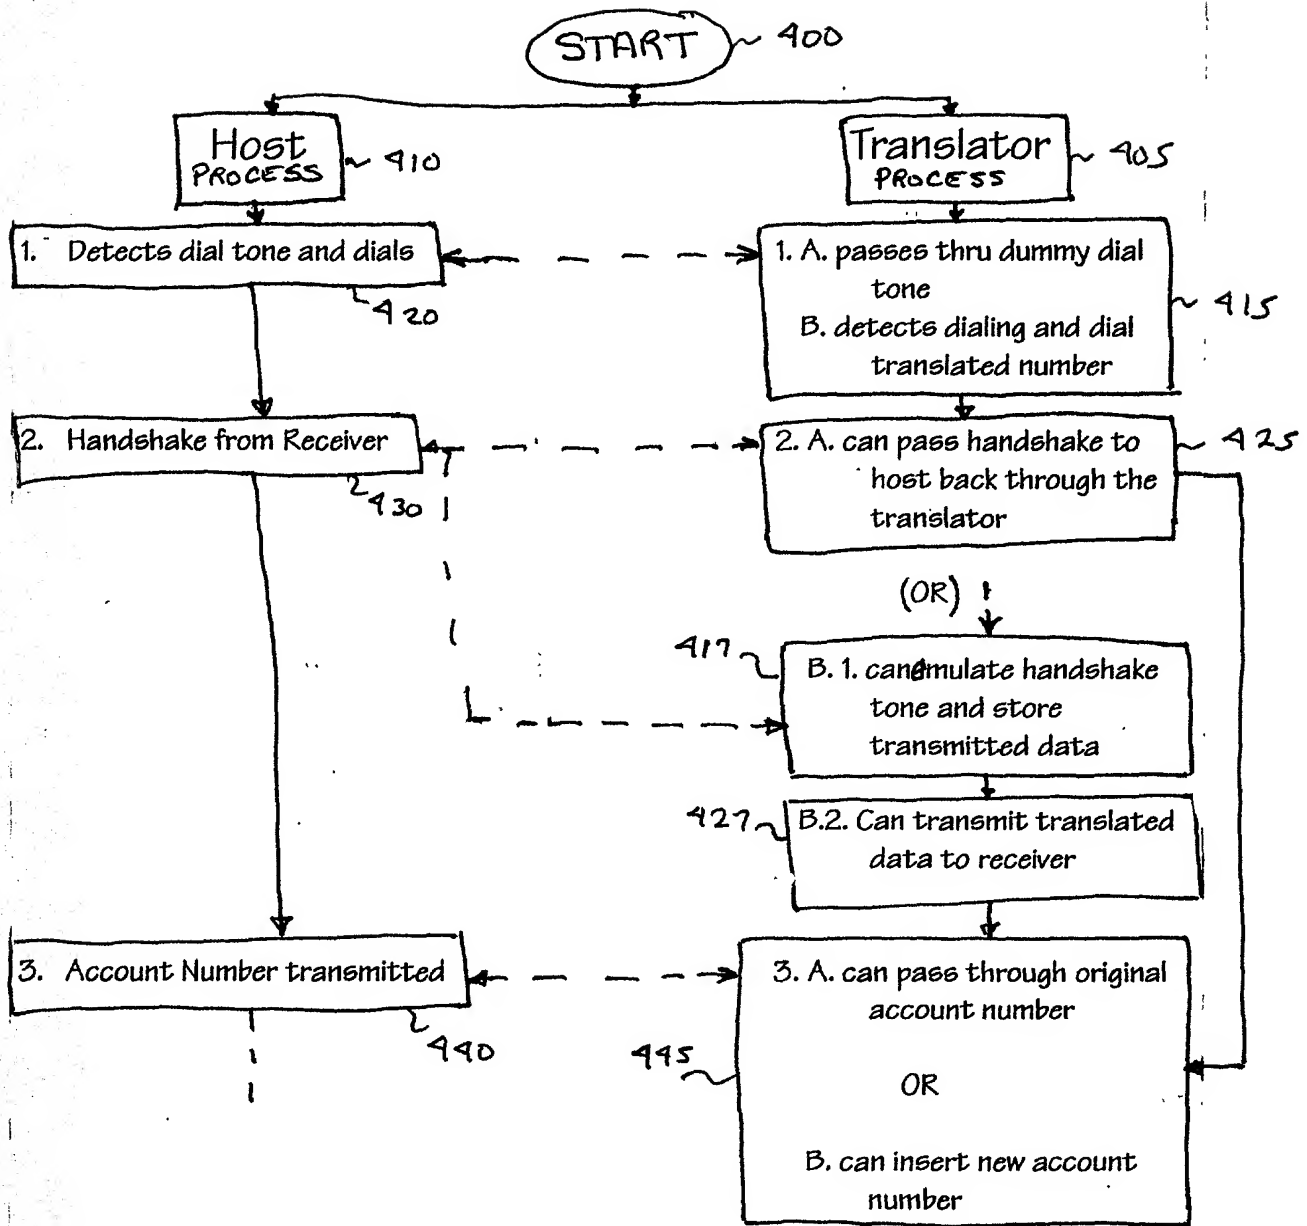 START 400
Host
PROCESS 410
Translator
PROCESS 405
1. Detects dial tone and dials
420
1. A. passes thru dummy dial
tone
B. detects dialing and dial
translated number
415
2. Handshake from Receiver
430
2. A. can pass handshake to
host back through the
translator
425
(OR)
417
B. 1. can emulate handshake
tone and store
transmitted data
427
B.2. Can transmit translated
data to receiver
3. Account Number transmitted
440
445
3. A. can pass through original
account number
OR
B. can insert new account
number